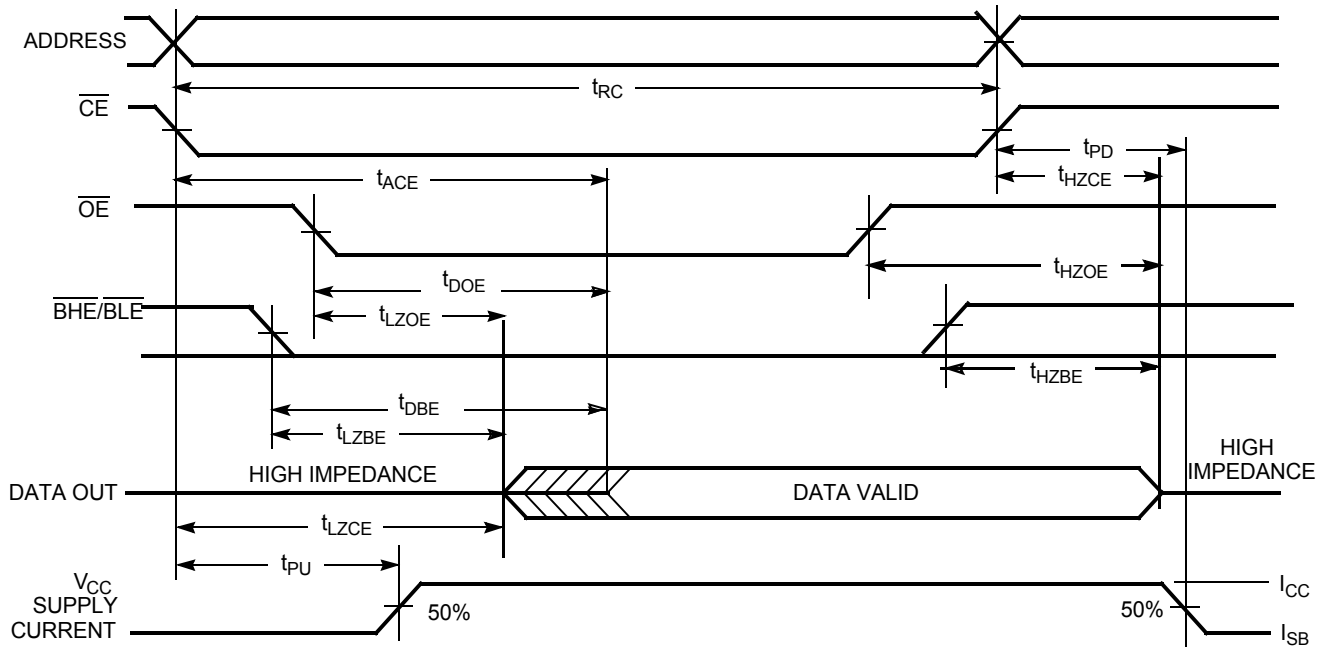 ADDRESS
tRC
CE
tPD
tACE
tHZCE
OE
tHZOE
tDOE
BHE/BLE
tLZOE
tHZBE
tDBE
tLZBE
HIGH IMPEDANCE
HIGH
IMPEDANCE
DATA OUT
DATA VALID
tLZCE
tPU
VCC
SUPPLY
CURRENT
50%
50%
ICC
ISB